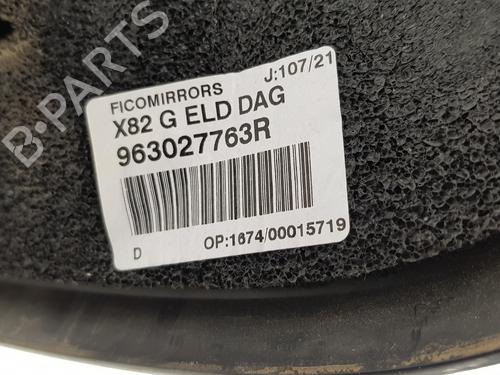 J:107/21
FICOMIRRORS
X82 G ELD DAG
963027763R
D
OP:1674/00015719
B-PARTS